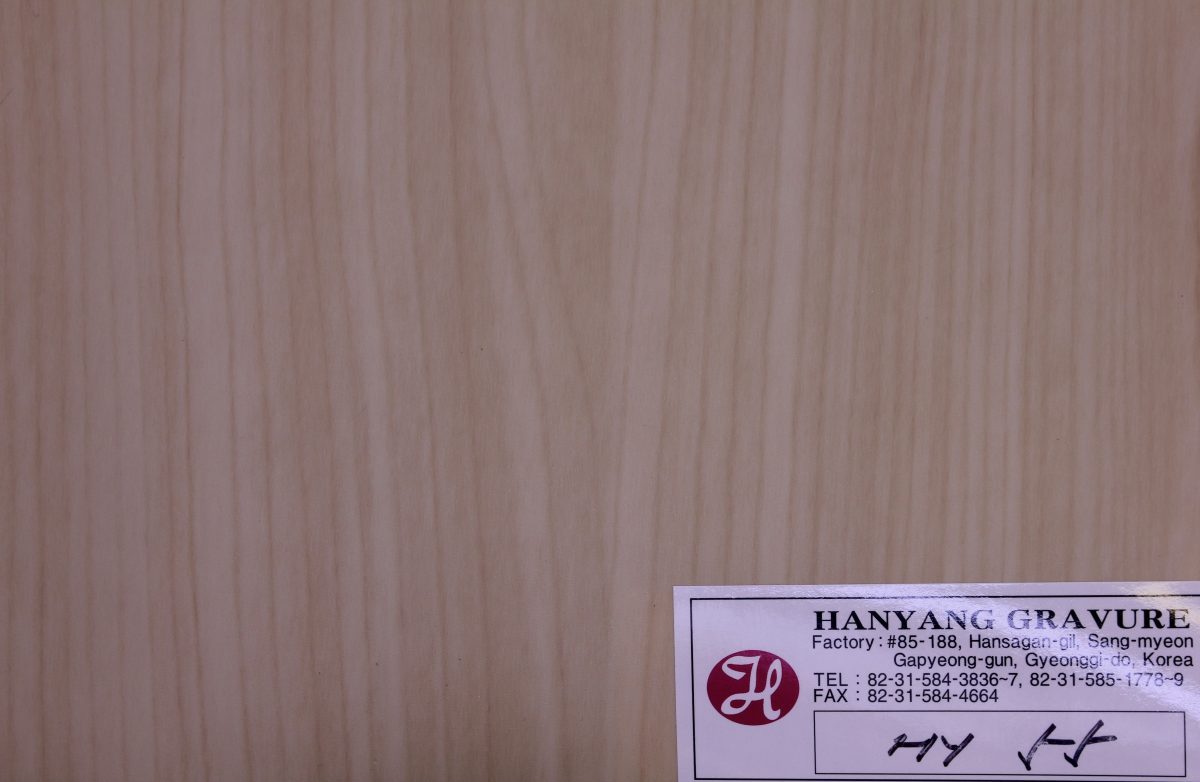 HANYANG GRAVURE
Factory : #85-188, Hansagan-gil, Sang-myeon
Gapyeong-gun, Gyeonggi-do, Korea
H
TEL : 82-31-584-3836~7, 82-31-585-1778~9
FAX : 82-31-584-4664
HY